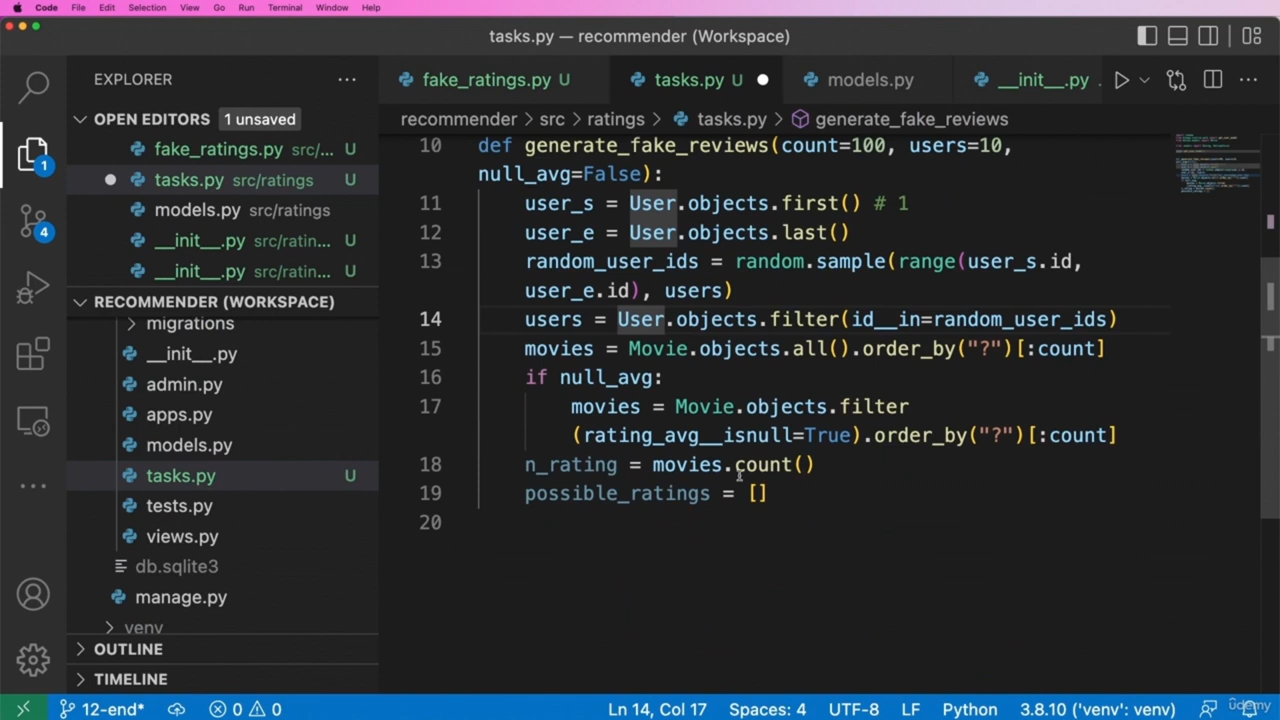 Code File Edit Selection View Go Run Terminal Window Help
tasks.py — recommender (Workspace)
EXPLORER
fake_ratings.py U
tasks.py U
models.py
__init__.py
OPEN EDITORS 1 unsaved
fake_ratings.py src/... U
tasks.py src/ratings U
models.py src/ratings
__init__.py src/ratin... U
__init__.py src/ratin... U
RECOMMENDER (WORKSPACE)
migrations
__init__.py
admin.py
apps.py
models.py
tasks.py U
tests.py
views.py
db.sqlite3
manage.py
venv
OUTLINE
TIMELINE
1
4
recommender > src > ratings > tasks.py > generate_fake_reviews
10 def generate_fake_reviews(count=100, users=10,
null_avg=False):
11 user_s = User.objects.first() # 1
12 user_e = User.objects.last()
13 random_user_ids = random.sample(range(user_s.id,
user_e.id), users)
14 users = User.objects.filter(id__in=random_user_ids)
15 movies = Movie.objects.all().order_by("?")[:count]
16 if null_avg:
17 movies = Movie.objects.filter
(rating_avg__isnull=True).order_by("?")[:count]
18 n_rating = movies.count()
19 possible_ratings = []
20
12-end* 0 0 Ln 14, Col 17 Spaces: 4 UTF-8 LF Python 3.8.10 ('venv': venv)
udemy